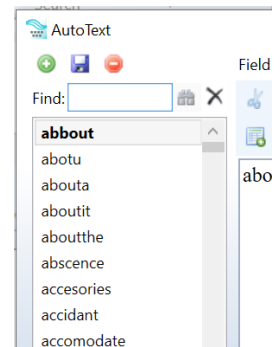 Search
AutoText
Field
Find:
abbout
abo
abotu
abouta
aboutit
aboutthe
abscence
accesories
accidant
accomodate